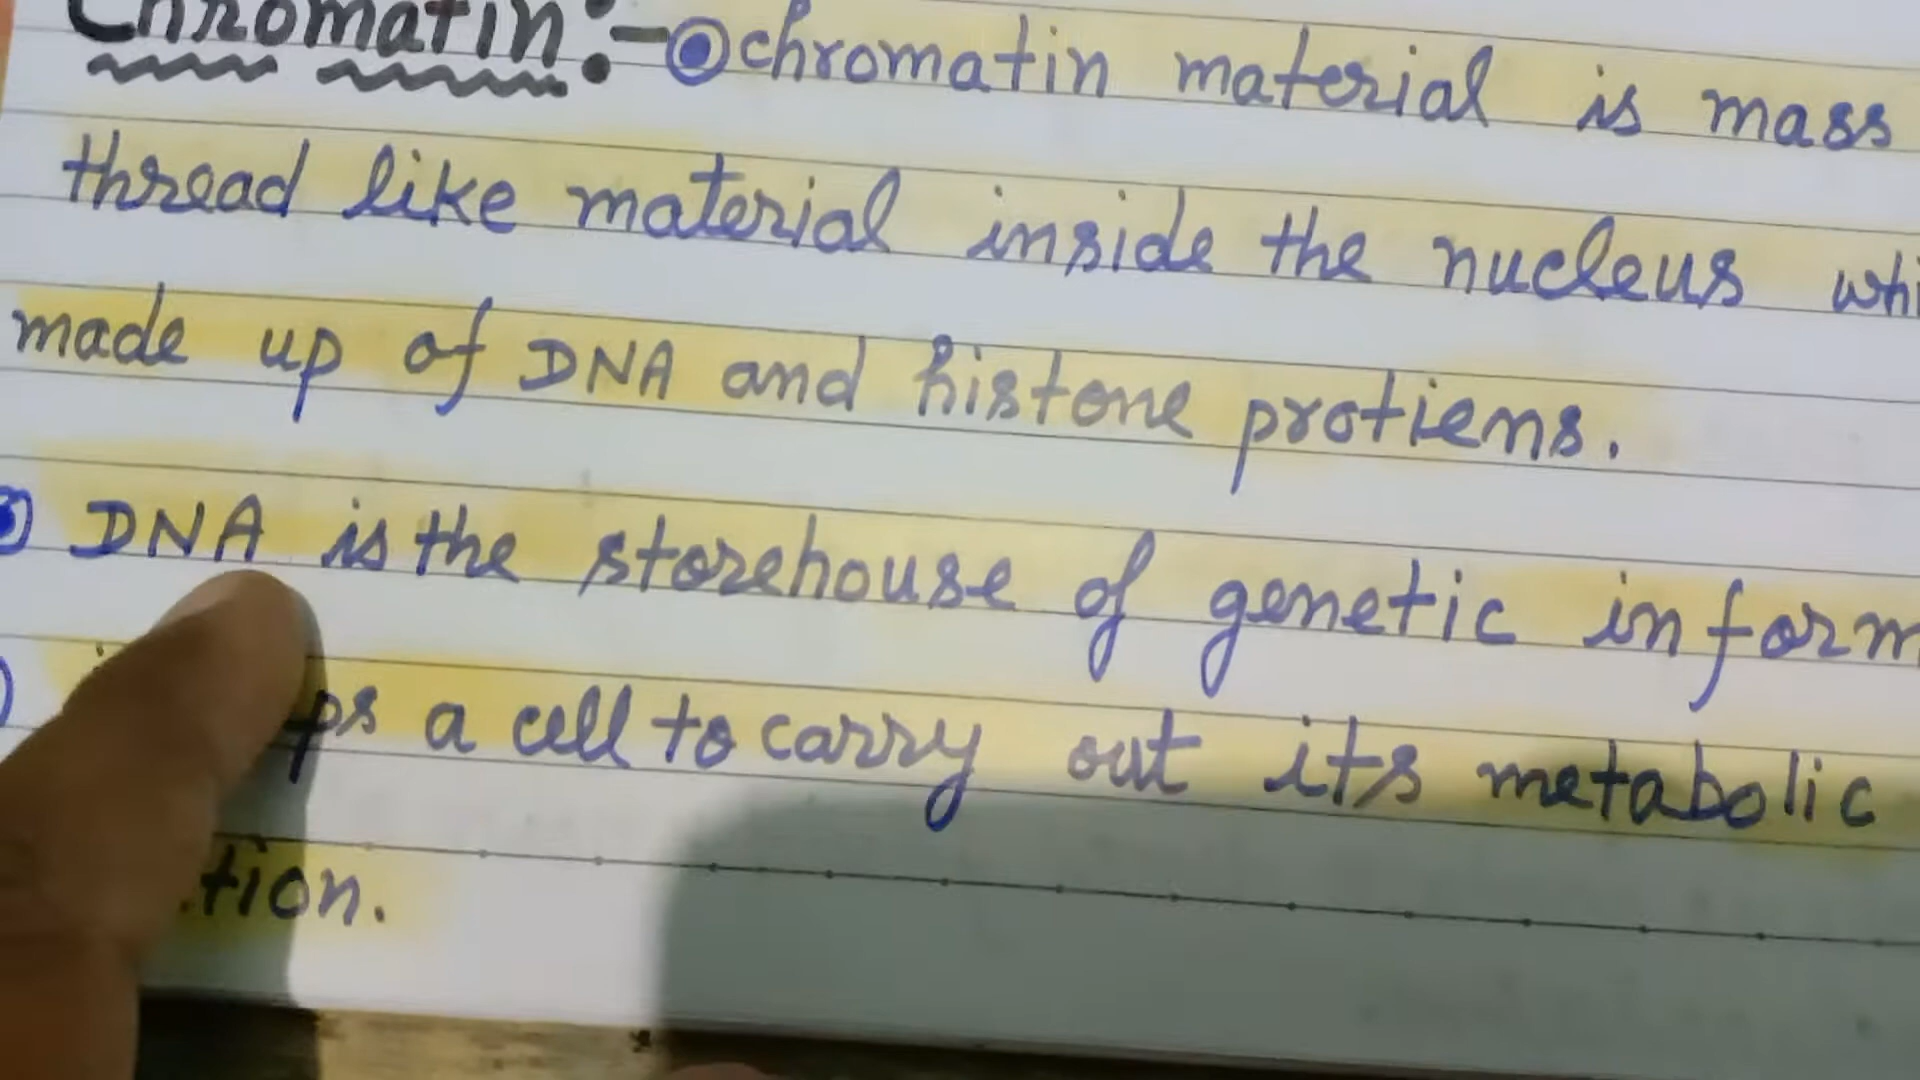 Chromatin:- chromatin material is mass
thread like material inside the nucleus
made up of DNA and histone protiens.
DNA is the storehouse of genetic
a cell to carry out its metabolic